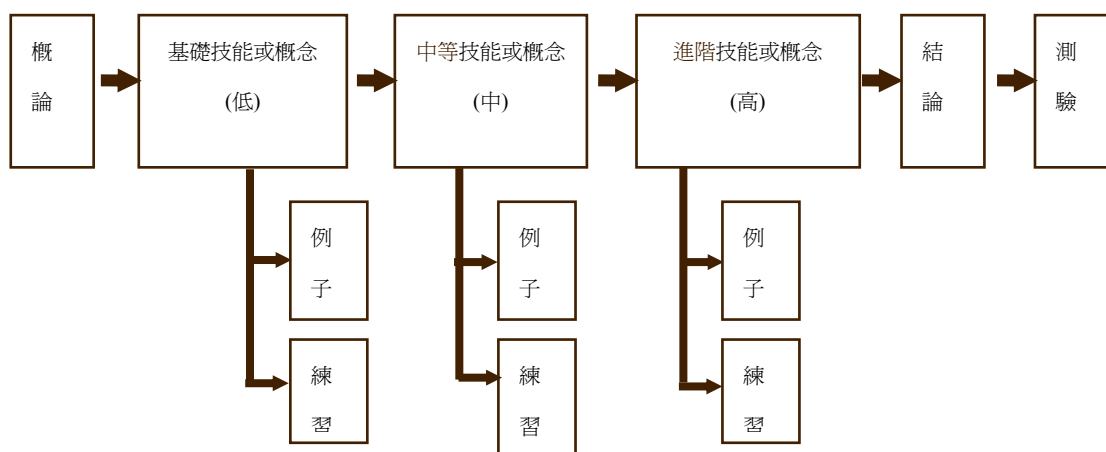 概
論
基礎技能或概念
(低)
中等技能或概念
(中)
進階技能或概念
(高)
結
論
測
驗
例
子
練
習
例
子
練
習
例
子
練
習